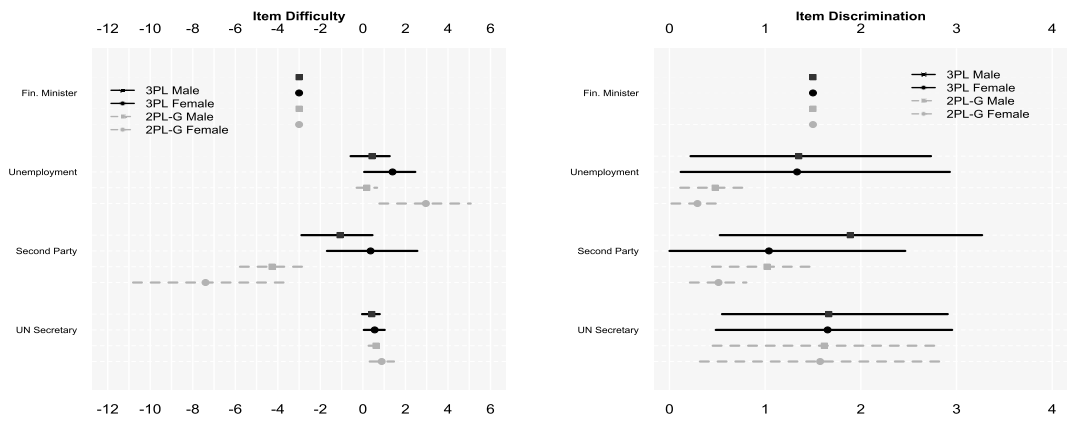 Item Difficulty
-12 -10 -8 -6 -4 -2 0 2 4 6
Fin. Minister
3PL Male
3PL Female
2PL-G Male
2PL-G Female
Unemployment
Second Party
UN Secretary
-12 -10 -8 -6 -4 -2 0 2 4 6
Item Discrimination
0 1 2 3 4
Fin. Minister
3PL Male
3PL Female
2PL-G Male
2PL-G Female
Unemployment
Second Party
UN Secretary
0 1 2 3 4